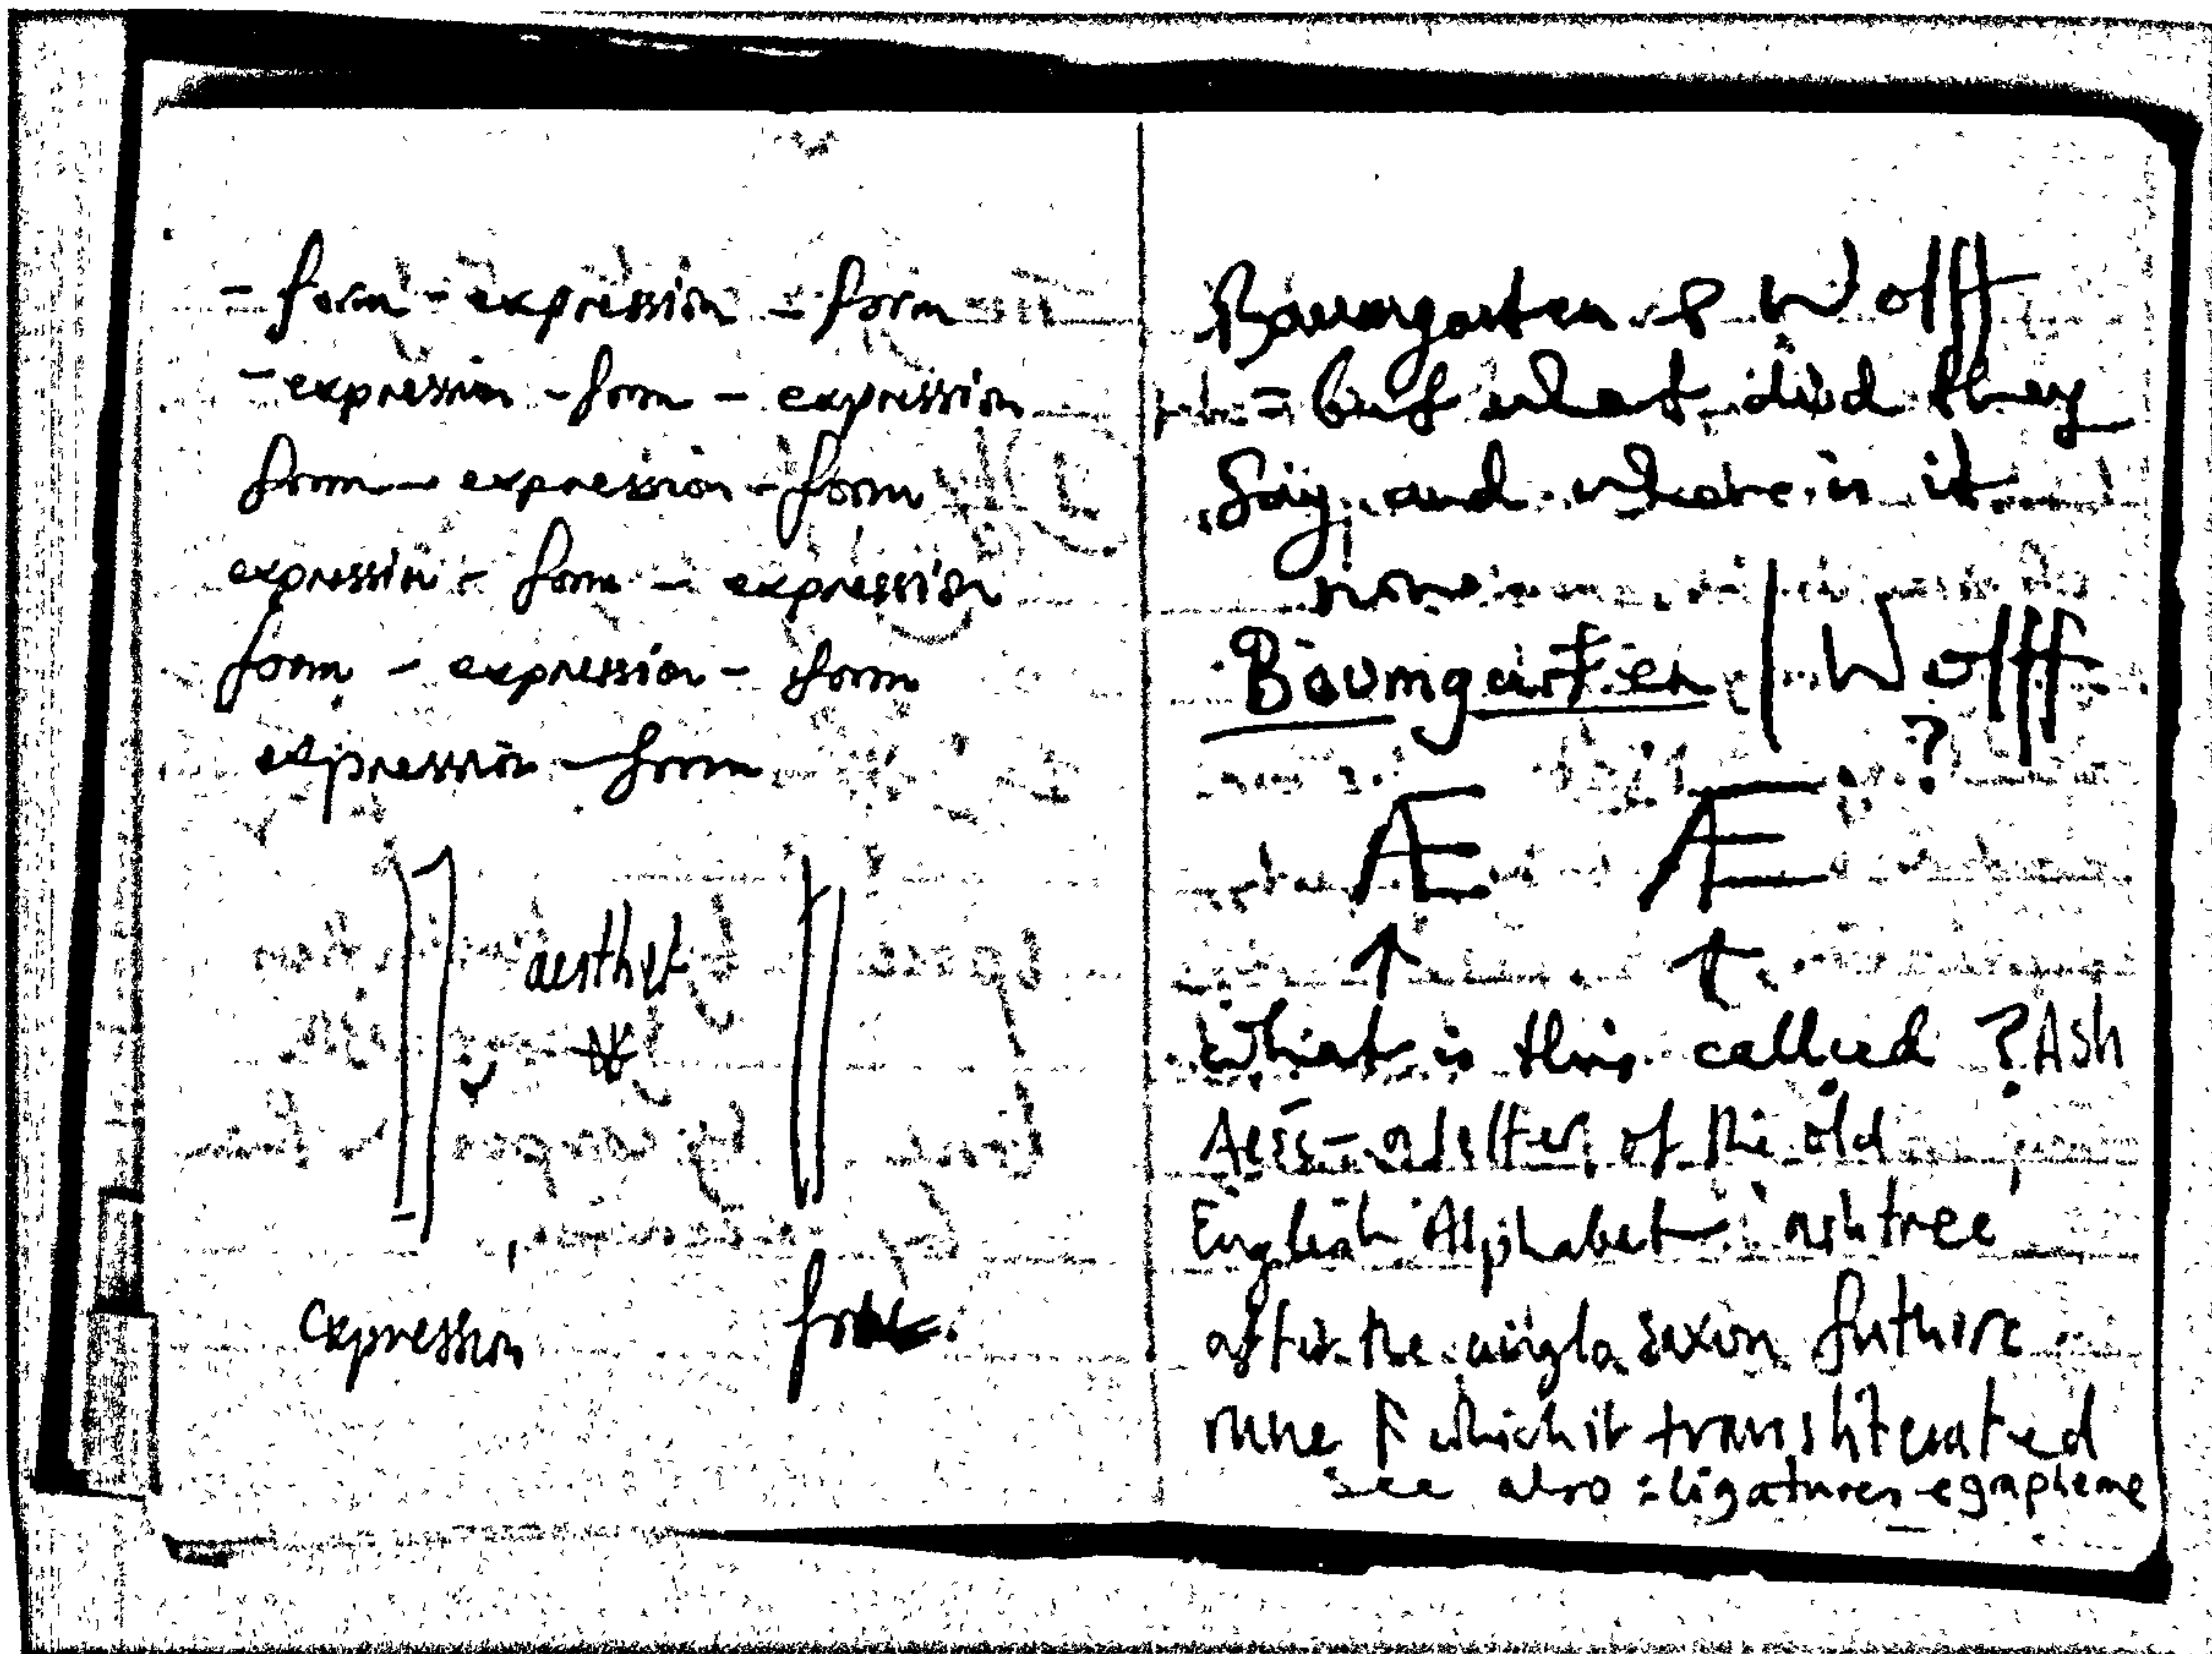 - form - expression - form
- expression - form - expression
form - expression - form
expression - form - expression
form - expression - form
expression - form
aesthet
expression
Baumgarten & Wolff
= but what did they
say and where is it
now
Baumgarten | Wolff
?
Æ Æ
↑ ↑
What is this called ? Ash
Aesc - a letter of the old
English Alphabet : ash tree
after the anglo saxon futhorc
rune ᚫ which it transliterated
see also : ligatures - grapheme